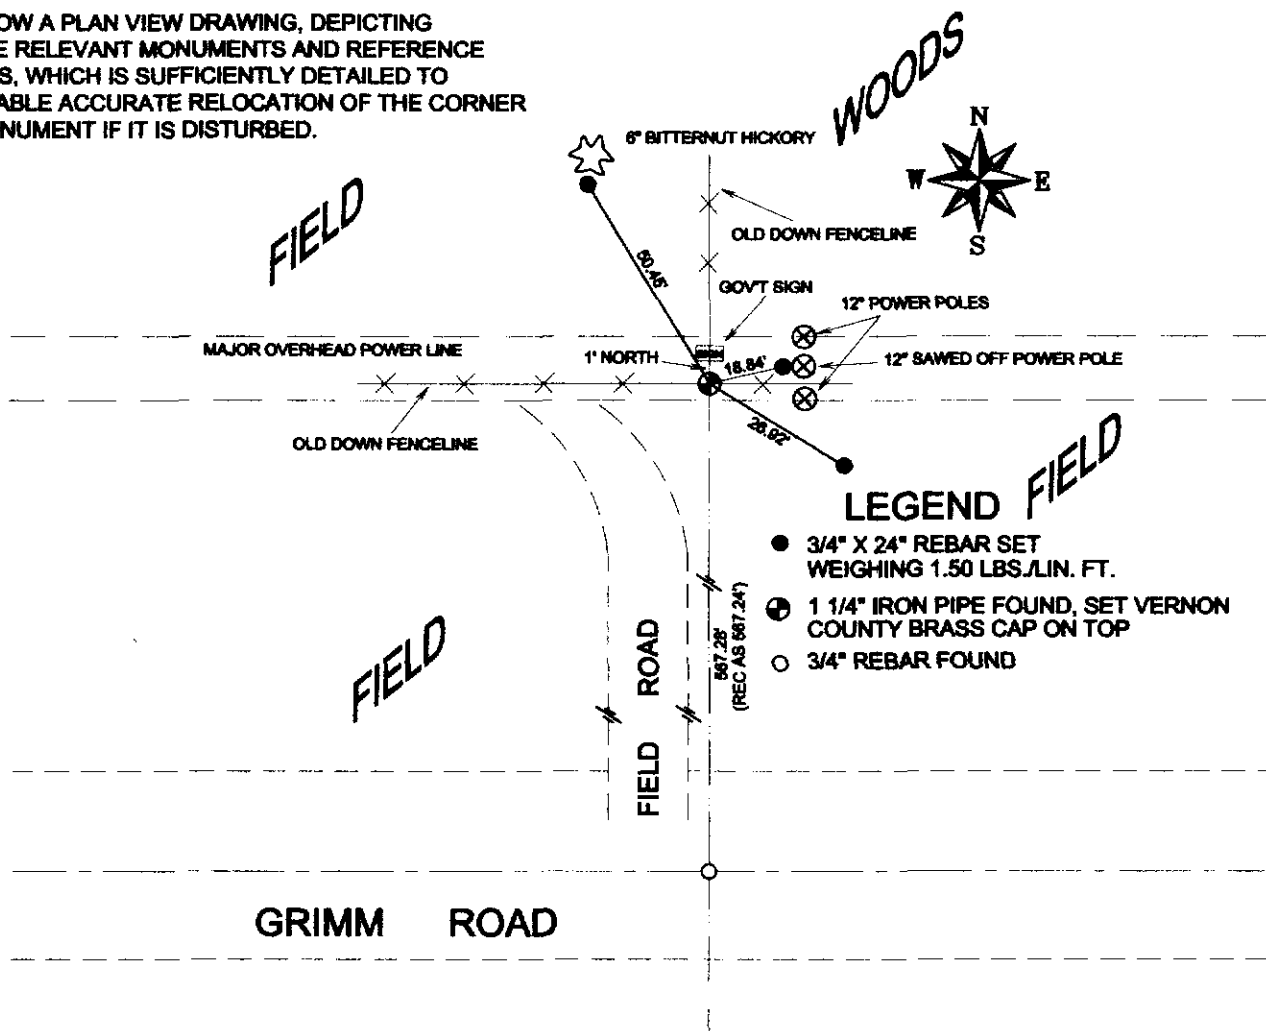 OW A PLAN VIEW DRAWING, DEPICTING
E RELEVANT MONUMENTS AND REFERENCE
S, WHICH IS SUFFICIENTLY DETAILED TO
ABLE ACCURATE RELOCATION OF THE CORNER
NUMENT IF IT IS DISTURBED.
WOODS
6" BITTERNUT HICKORY
N
W
E
S
FIELD
OLD DOWN FENCELINE
GOV'T SIGN
12" POWER POLES
MAJOR OVERHEAD POWER LINE
1' NORTH
SIGN
18.84'
12" SAWED OFF POWER POLE
OLD DOWN FENCELINE
26.92'
FIELD
LEGEND
3/4" X 24" REBAR SET
WEIGHING 1.50 LBS./LIN. FT.
1 1/4" IRON PIPE FOUND, SET VERNON
COUNTY BRASS CAP ON TOP
3/4" REBAR FOUND
567.28'
(REC AS 567.24')
FIELD
FIELD ROAD
GRIMM ROAD